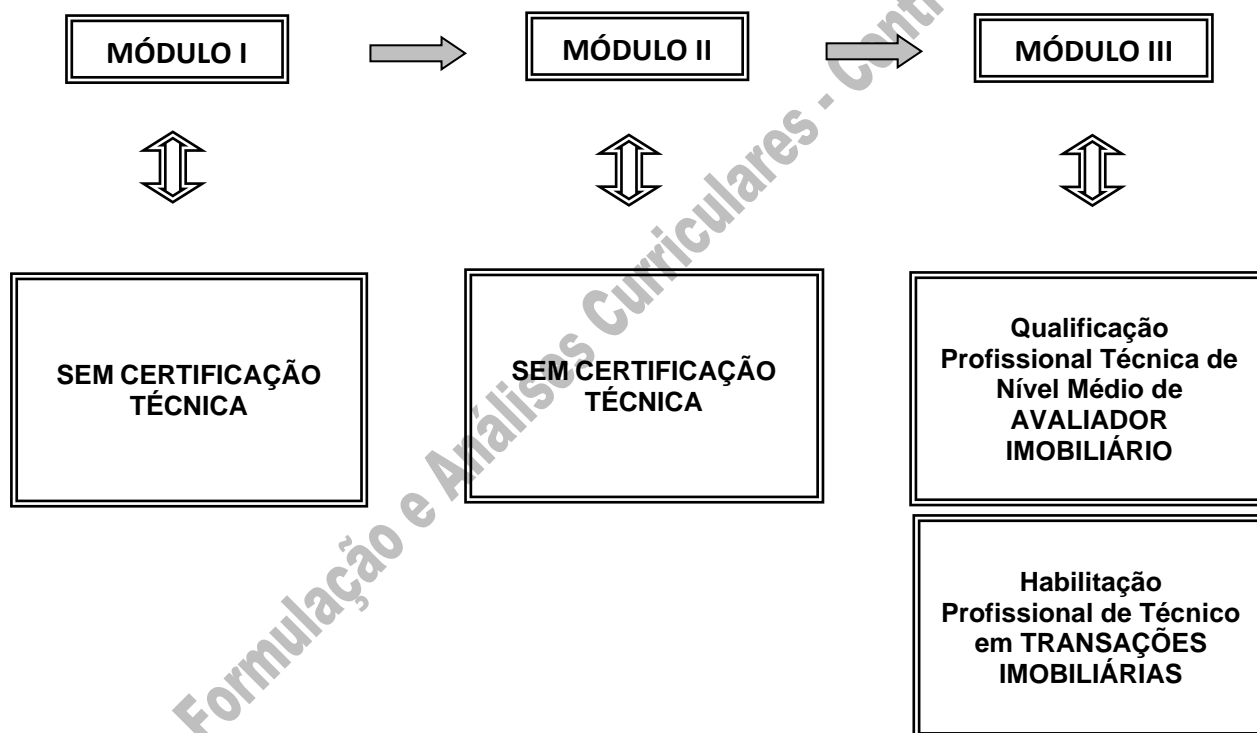 MÓDULO I
MÓDULO II
MÓDULO III
SEM CERTIFICAÇÃO
TÉCNICA
SEM CERTIFICAÇÃO
TÉCNICA
Qualificação
Profissional Técnica de
Nível Médio de
AVALIADOR
IMOBILIÁRIO
Habilitação
Profissional de Técnico
em TRANSAÇÕES
IMOBILIÁRIAS
Formulação e Análises Curriculares -